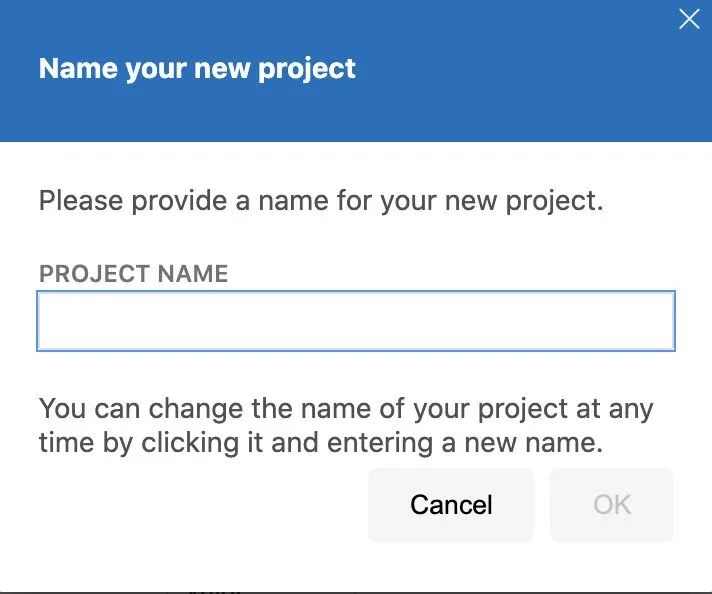 Name your new project
Please provide a name for your new project.
PROJECT NAME
You can change the name of your project at any
time by clicking it and entering a new name.
Cancel
OK